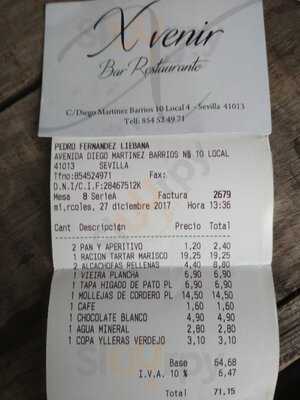 Xvenir
Bar Restaurante
C/Diego Martinez Barrios 10 Local 4 - Sevilla 41013
Telf: 854 52 49 71
PEDRO FERNANDEZ LIEBANA
AVENIDA DIEGO MARTINEZ BARRIOS Nº 10 LOCAL
41013 SEVILLA
Tfno:854524971 Fax:
D.N.I/C.I.F:28467512K
Mesa 8 SerieA Factura 2679
mi‚rcoles, 27 diciembre 2017 Hora 13:36
Cant Descripción Precio Total
2 PAN Y APERITIVO 1,20 2,40
1 RACION TARTAR MARISCO 19,25 19,25
2 ALCACHOFAS RELLENAS 4,40 8,80
1 VIEIRA PLANCHA 6,90 6,90
1 TAPA HIGADO DE PATO PL 6,90 6,90
1 MOLLEJAS DE CORDERO PL 14,50 14,50
1 CAFE 1,60 1,60
1 CHOCOLATE BLANCO 4,90 4,90
1 AGUA MINERAL 2,80 2,80
1 COPA YLLERAS VERDEJO 3,10 3,10
Base 64,68
I.V.A. 10 % 6,47
Total 71,15